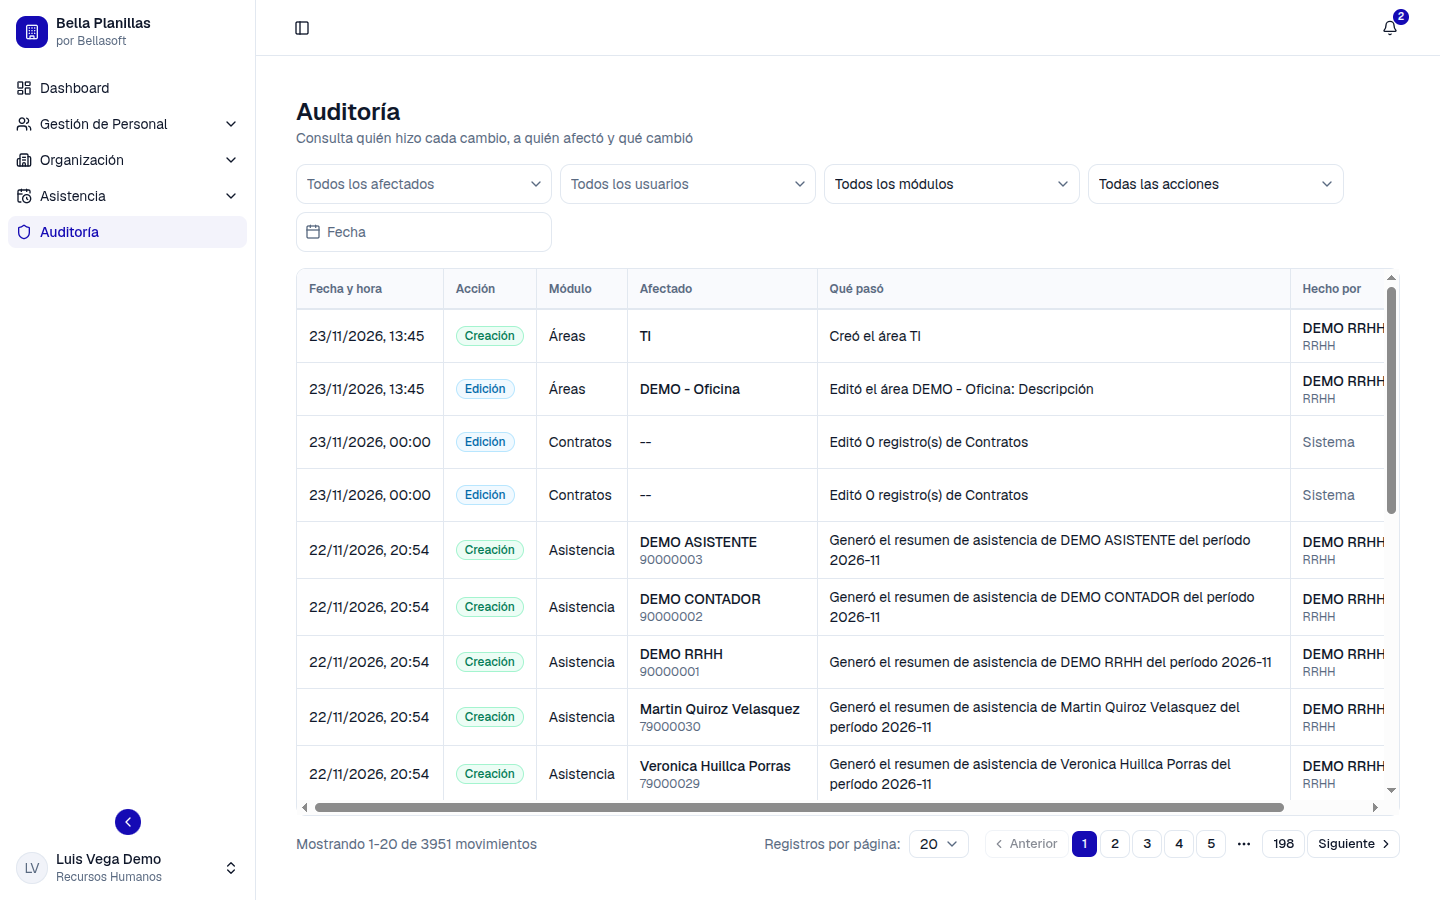 Bella Planillas
por Bellasoft
2
Dashboard
Gestión de Personal
Organización
Asistencia
Auditoría
Auditoría
Consulta quién hizo cada cambio, a quién afectó y qué cambió
Todos los afectados
Todos los usuarios
Todos los módulos
Todas las acciones
Fecha
Fecha y hora Acción Módulo Afectado Qué pasó Hecho por
23/11/2026, 13:45 Creación Áreas TI Creó el área TI DEMO RRHH
RRHH
23/11/2026, 13:45 Edición Áreas DEMO - Oficina Editó el área DEMO - Oficina: Descripción DEMO RRHH
RRHH
23/11/2026, 00:00 Edición Contratos -- Editó 0 registro(s) de Contratos Sistema
23/11/2026, 00:00 Edición Contratos -- Editó 0 registro(s) de Contratos Sistema
22/11/2026, 20:54 Creación Asistencia DEMO ASISTENTE Generó el resumen de asistencia de DEMO ASISTENTE del período DEMO RRHH
90000003 2026-11 RRHH
22/11/2026, 20:54 Creación Asistencia DEMO CONTADOR Generó el resumen de asistencia de DEMO CONTADOR del período DEMO RRHH
90000002 2026-11 RRHH
22/11/2026, 20:54 Creación Asistencia DEMO RRHH Generó el resumen de asistencia de DEMO RRHH del período 2026-11 DEMO RRHH
90000001 RRHH
22/11/2026, 20:54 Creación Asistencia Martin Quiroz Velasquez Generó el resumen de asistencia de Martin Quiroz Velasquez del DEMO RRHH
79000030 período 2026-11 RRHH
22/11/2026, 20:54 Creación Asistencia Veronica Huillca Porras Generó el resumen de asistencia de Veronica Huillca Porras del DEMO RRHH
79000029 período 2026-11 RRHH
Mostrando 1-20 de 3951 movimientos
Registros por página: 20
Anterior 1 2 3 4 5 ••• 198 Siguiente
LV
Luis Vega Demo
Recursos Humanos